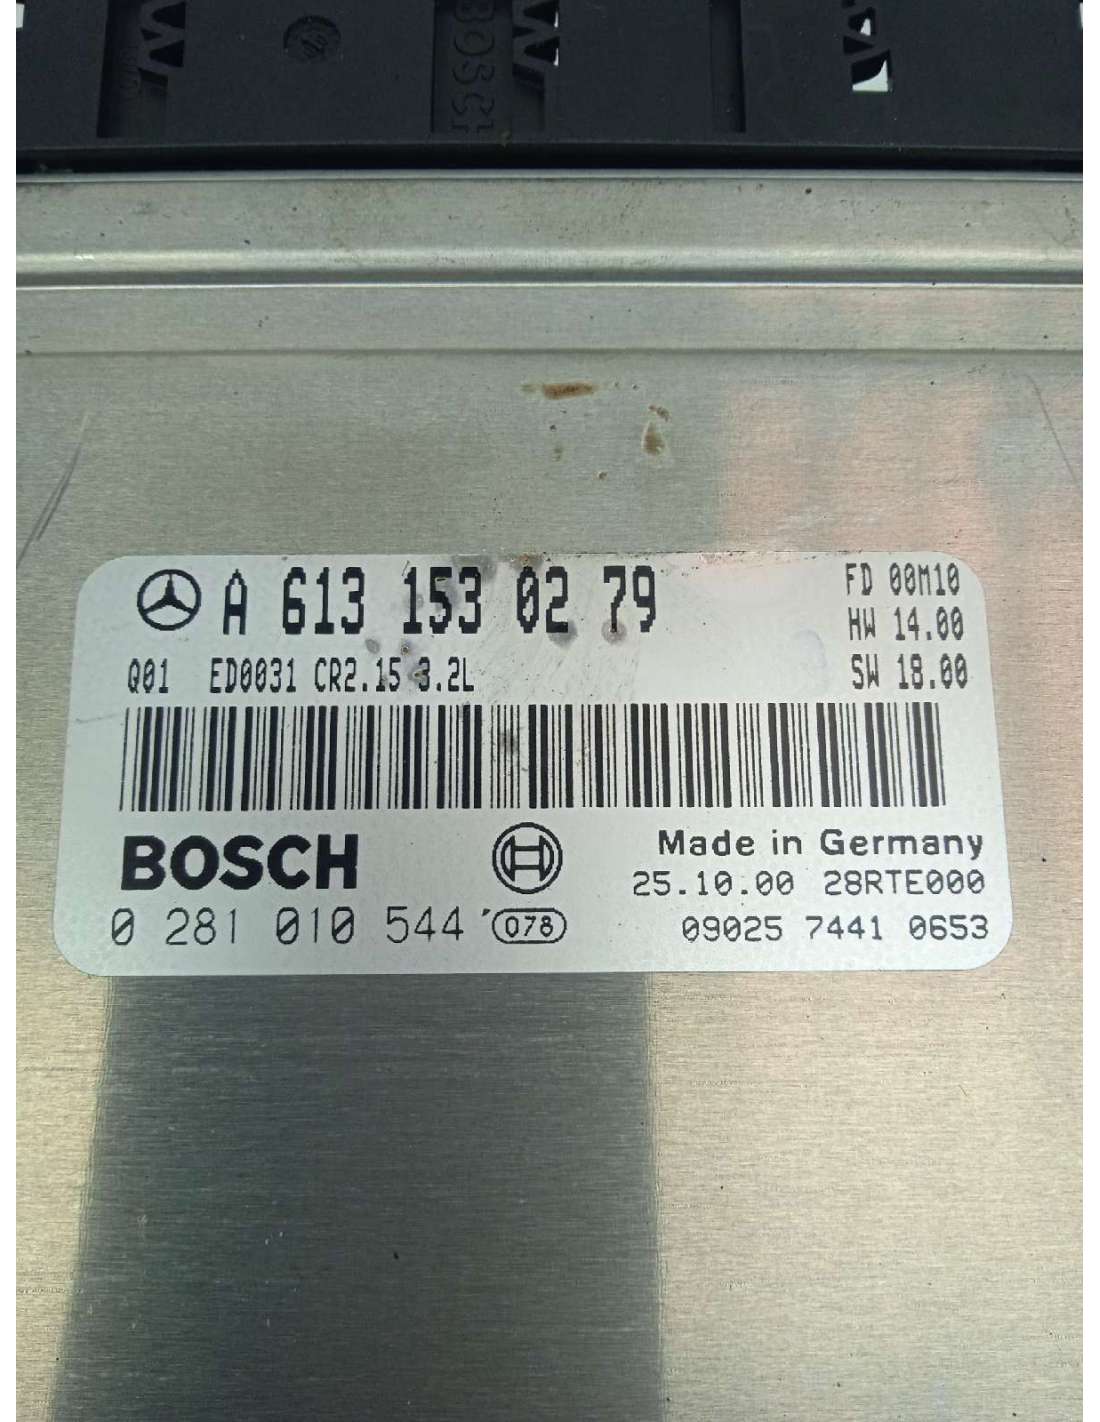 BOSCH
A 613 153 02 79
FD 00M10
HW 14.00
Q01 ED0031 CR2.15 3.2L
SW 18.00
BOSCH
Made in Germany
25.10.00 28RTE000
0 281 010 544 078
09025 7441 0653